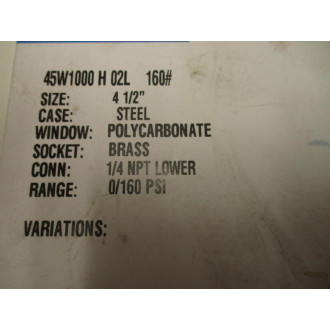 45W1000 H 02L 160#
SIZE: 4 1/2"
CASE: STEEL
WINDOW: POLYCARBONATE
SOCKET: BRASS
CONN: 1/4 NPT LOWER
RANGE: 0/160 PSI
VARIATIONS: